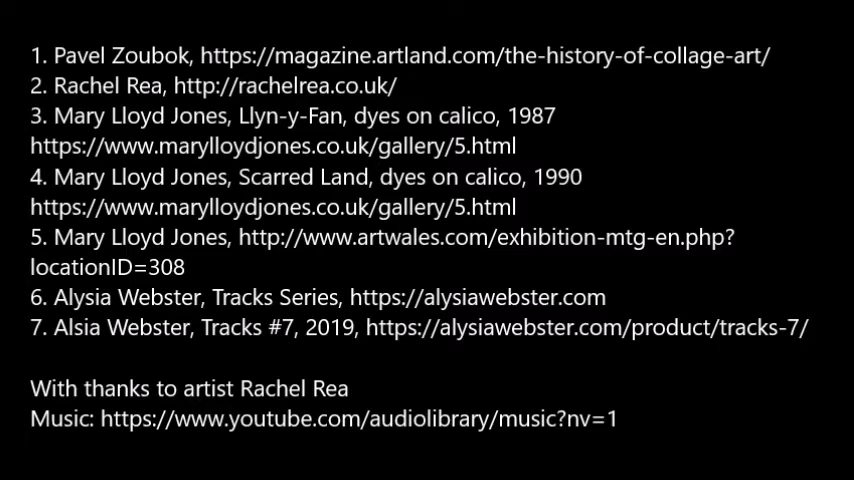 1. Pavel Zoubok, https://magazine.artland.com/the-history-of-collage-art/
2. Rachel Rea, http://rachelrea.co.uk/
3. Mary Lloyd Jones, Llyn-y-Fan, dyes on calico, 1987
https://www.marylloydjones.co.uk/gallery/5.html
4. Mary Lloyd Jones, Scarred Land, dyes on calico, 1990
https://www.marylloydjones.co.uk/gallery/5.html
5. Mary Lloyd Jones, http://www.artwales.com/exhibition-mtg-en.php?
locationID=308
6. Alysia Webster, Tracks Series, https://alysiawebster.com
7. Alsia Webster, Tracks #7, 2019, https://alysiawebster.com/product/tracks-7/
With thanks to artist Rachel Rea
Music: https://www.youtube.com/audiolibrary/music?nv=1